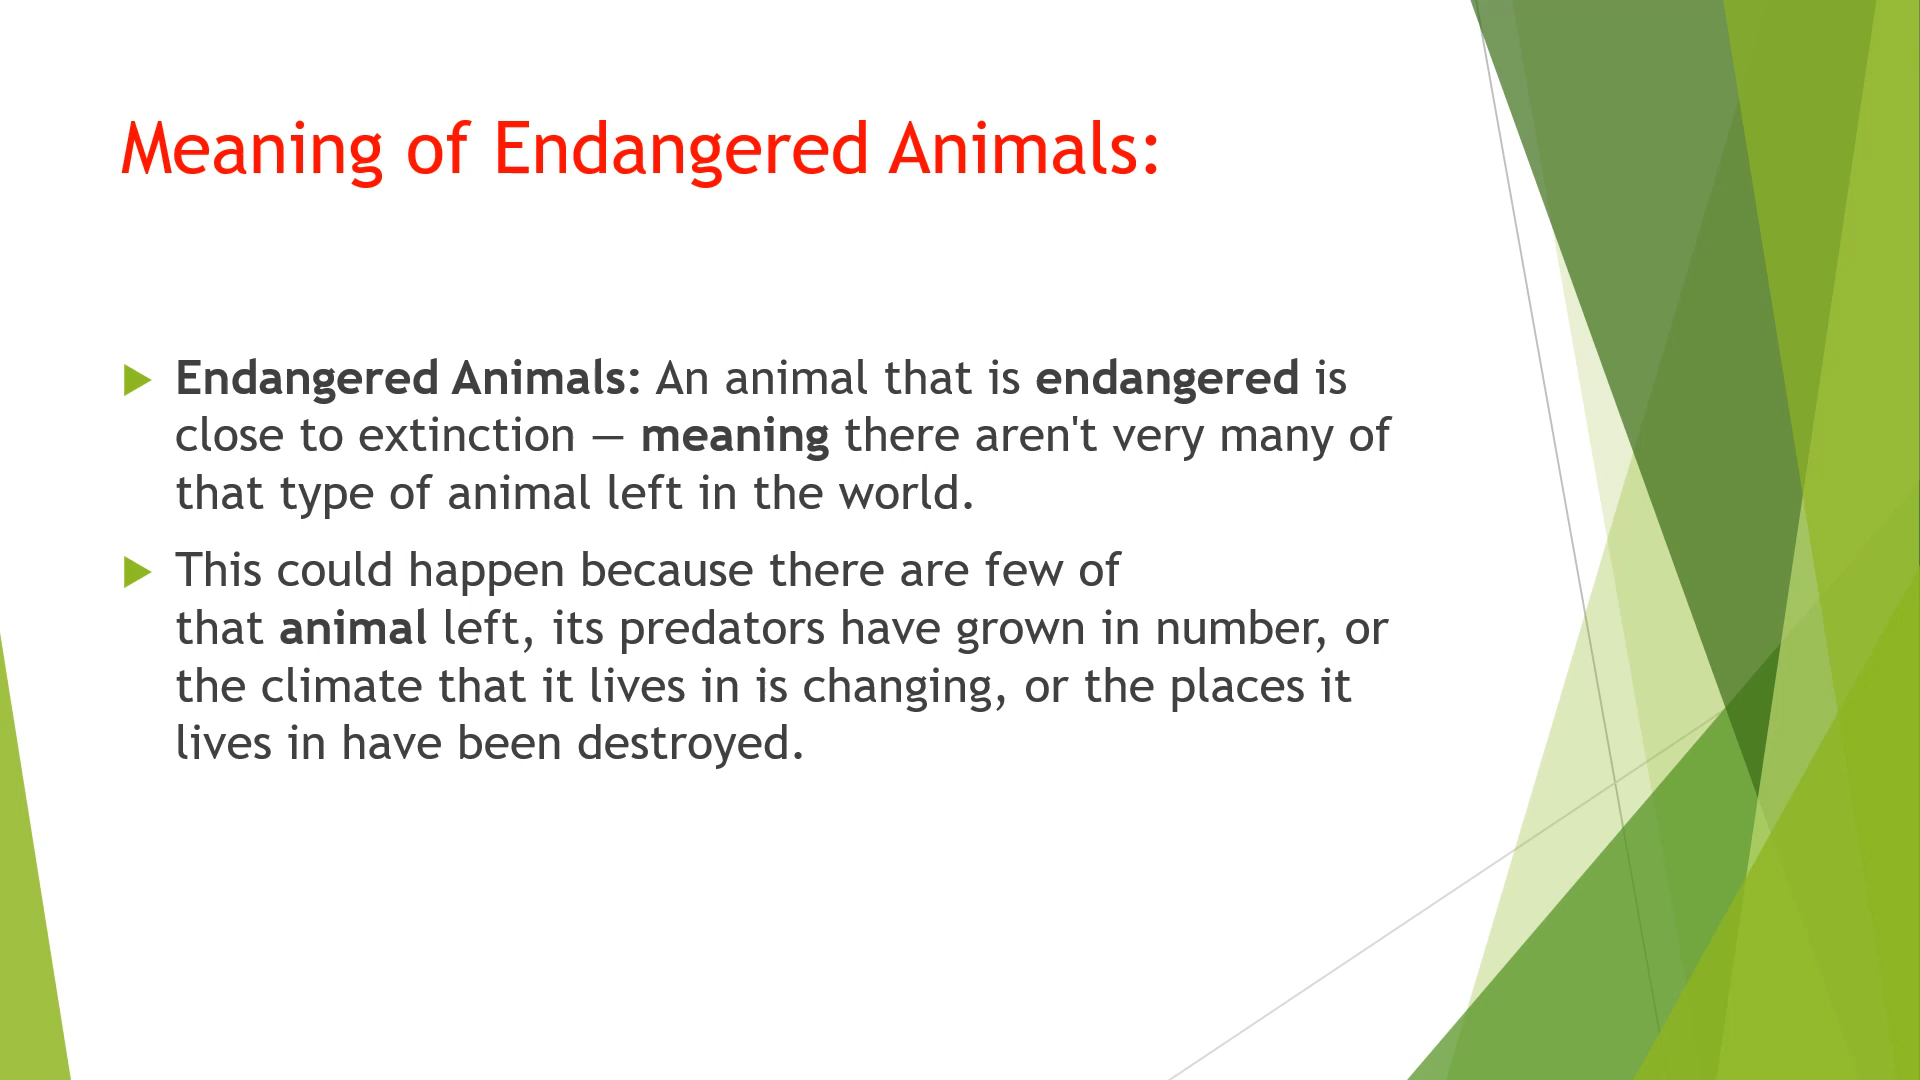 Meaning of Endangered Animals:
Endangered Animals: An animal that is endangered is
close to extinction — meaning there aren't very many of
that type of animal left in the world.
This could happen because there are few of
that animal left, its predators have grown in number, or
the climate that it lives in is changing, or the places it
lives in have been destroyed.